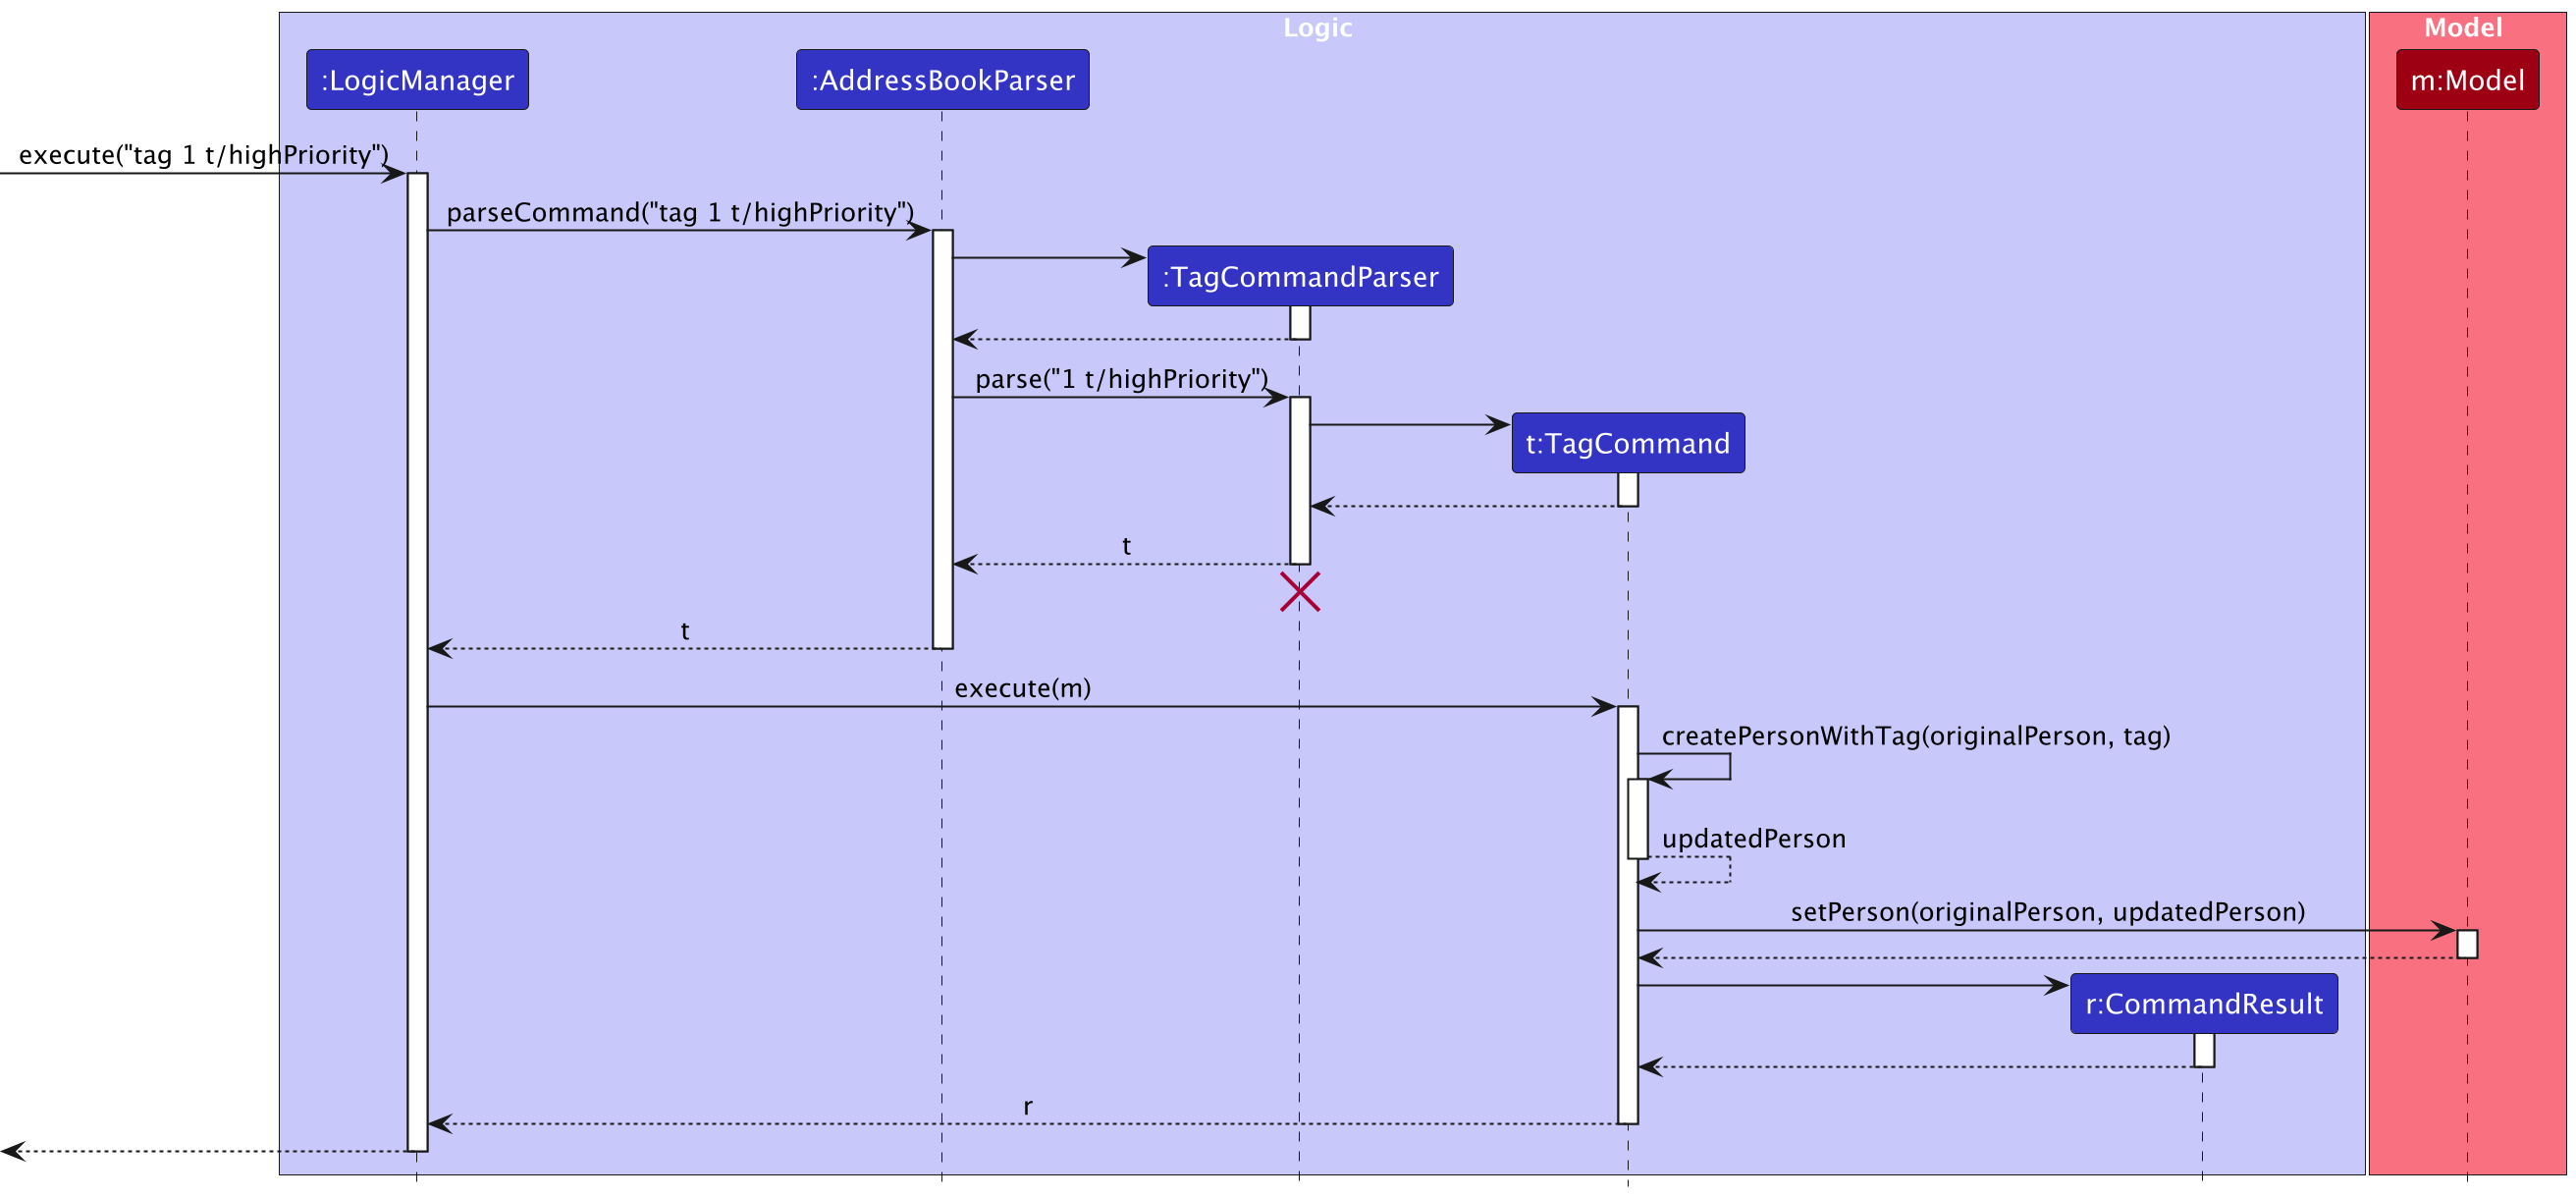 Logic
Model
:LogicManager
:AddressBookParser
m:Model
execute("tag 1 t/highPriority")
parseCommand("tag 1 t/highPriority")
:TagCommandParser
parse("1 t/highPriority")
t:TagCommand
t
t
execute(m)
createPersonWithTag(originalPerson, tag)
updatedPerson
setPerson(originalPerson, updatedPerson)
r:CommandResult
r